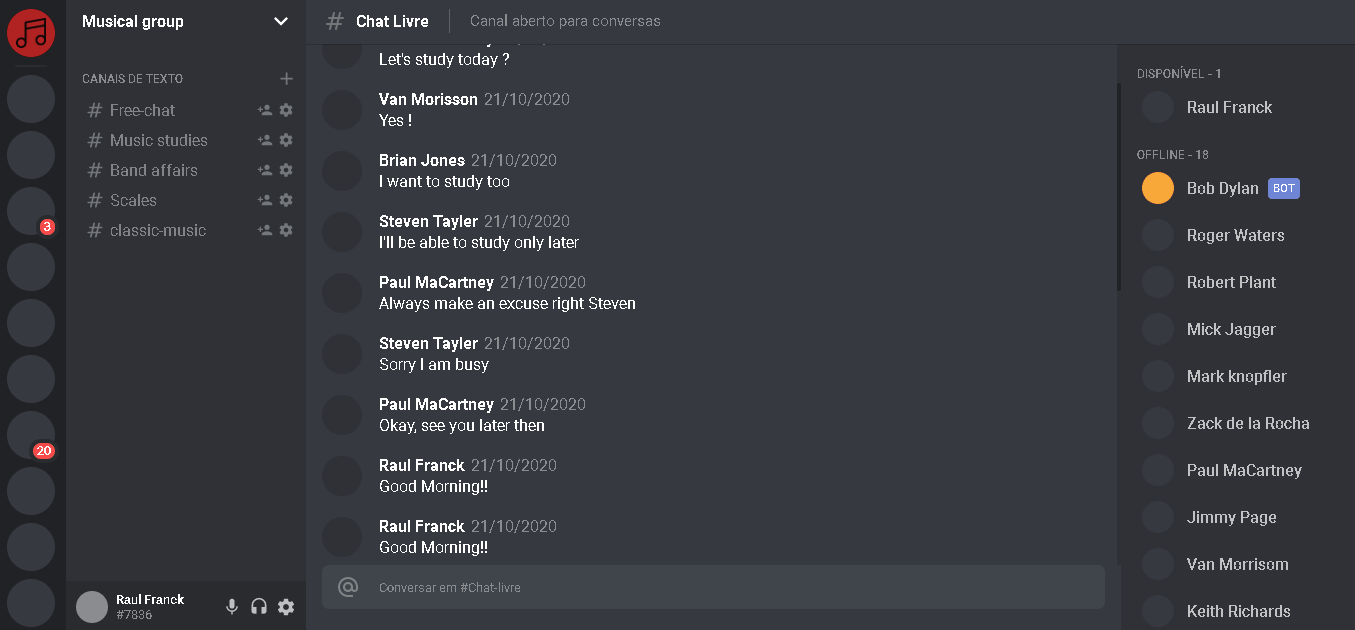 Musical group
CANAIS DE TEXTO
# Free-chat
# Music studies
# Band affairs
# Scales
# classic-music
3
20
Raul Franck
#7836
# Chat Livre
Canal aberto para conversas
Let's study today ?
Van Morisson 21/10/2020
Yes !
Brian Jones 21/10/2020
I want to study too
Steven Tayler 21/10/2020
I'll be able to study only later
Paul MaCartney 21/10/2020
Always make an excuse right Steven
Steven Tayler 21/10/2020
Sorry I am busy
Paul MaCartney 21/10/2020
Okay, see you later then
Raul Franck 21/10/2020
Good Morning!!
Raul Franck 21/10/2020
Good Morning!!
@ Conversar em #Chat-livre
DISPONÍVEL - 1
Raul Franck
OFFLINE - 18
Bob Dylan BOT
Roger Waters
Robert Plant
Mick Jagger
Mark knopfler
Zack de la Rocha
Paul MaCartney
Jimmy Page
Van Morrisom
Keith Richards